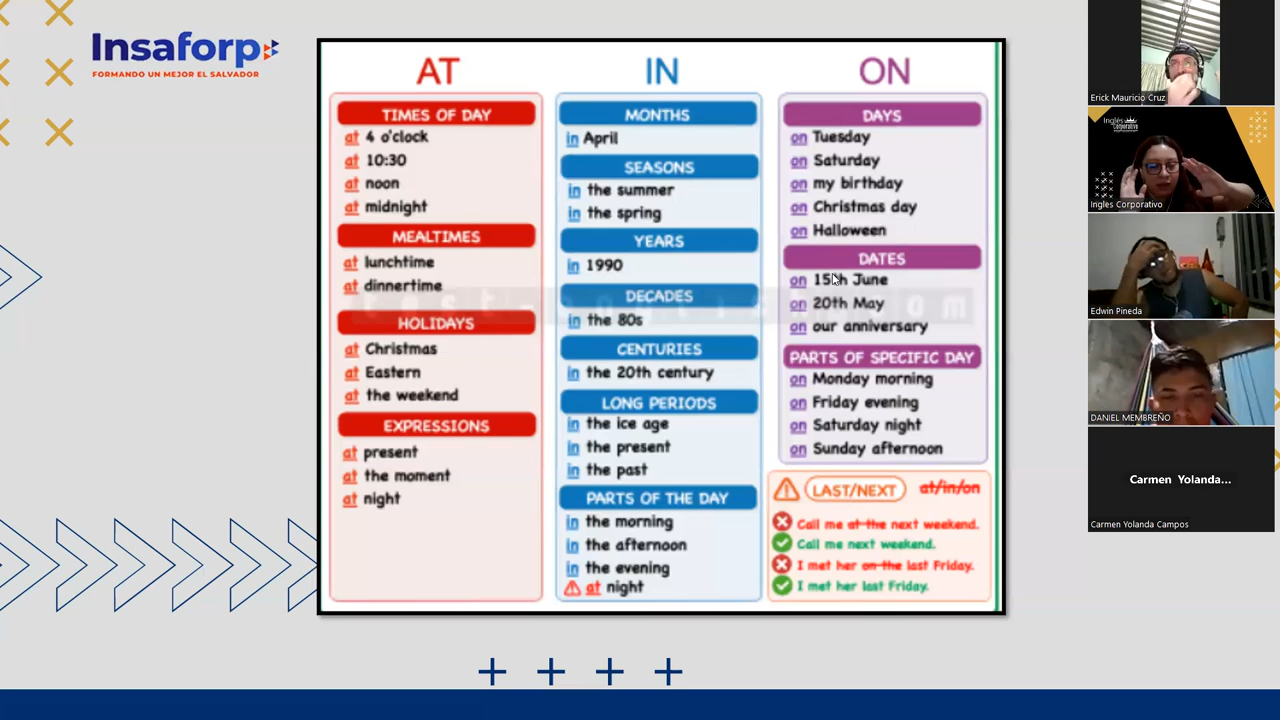 Insaforp
FORMANDO UN MEJOR EL SALVADOR
AT
TIMES OF DAY
at 4 o'clock
at 10:30
at noon
at midnight
MEALTIMES
at lunchtime
at dinnertime
HOLIDAYS
at Christmas
at Eastern
at the weekend
EXPRESSIONS
at present
at the moment
at night
IN
MONTHS
in April
SEASONS
in the summer
in the spring
YEARS
in 1990
DECADES
in the 80s
CENTURIES
in the 20th century
LONG PERIODS
in the ice age
in the present
in the past
PARTS OF THE DAY
in the morning
in the afternoon
in the evening
at night
ON
DAYS
on Tuesday
on Saturday
on my birthday
on Christmas day
on Halloween
DATES
on 15th June
on 20th May
on our anniversary
PARTS OF SPECIFIC DAY
on Monday morning
on Friday evening
on Saturday night
on Sunday afternoon
LAST/NEXT at/in/on
Call me at the next weekend.
Call me next weekend.
I met her on the last Friday.
I met her last Friday.
Erick Mauricio Cruz
Inglés
Corporativo
Ingles Corporativo
Edwin Pineda
DANIEL MEMBREÑO
Carmen Yolanda...
Carmen Yolanda Campos